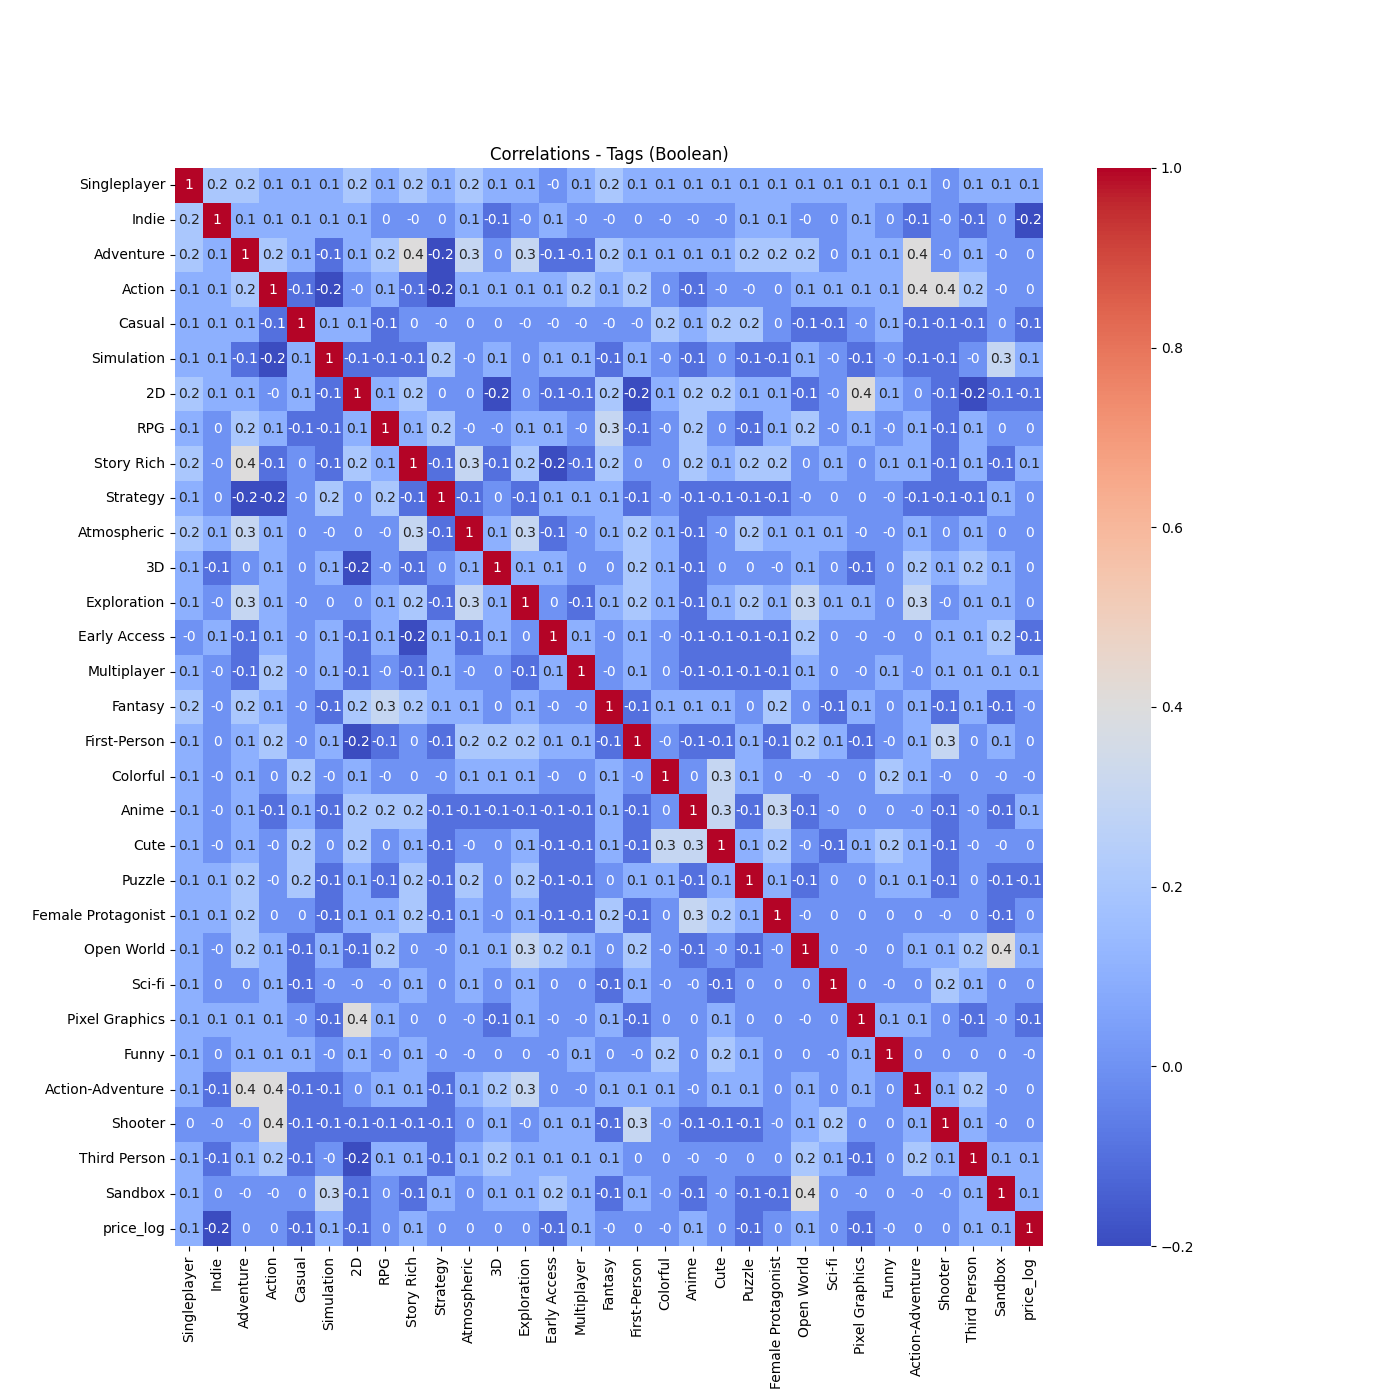 Correlations - Tags (Boolean)
Singleplayer 1 0.2 0.2 0.1 0.1 0.1 0.2 0.1 0.2 0.1 0.2 0.1 0.1 -0 0.1 0.2 0.1 0.1 0.1 0.1 0.1 0.1 0.1 0.1 0.1 0.1 0.1 0 0.1 0.1 0.1
Indie 0.2 1 0.1 0.1 0.1 0.1 0.1 0 -0 0 0.1 -0.1 -0 0.1 -0 -0 0 -0 -0 -0 0.1 0.1 -0 0 0.1 0 -0.1 -0 -0.1 0 -0.2
Adventure 0.2 0.1 1 0.2 0.1 -0.1 0.1 0.2 0.4 -0.2 0.3 0 0.3 -0.1 -0.1 0.2 0.1 0.1 0.1 0.1 0.2 0.2 0.2 0 0.1 0.1 0.4 -0 0.1 -0 0
Action 0.1 0.1 0.2 1 -0.1 -0.2 -0 0.1 -0.1 -0.2 0.1 0.1 0.1 0.1 0.2 0.1 0.2 0 -0.1 -0 -0 0 0.1 0.1 0.1 0.1 0.4 0.4 0.2 -0 0
Casual 0.1 0.1 0.1 -0.1 1 0.1 0.1 -0.1 0 -0 0 0 -0 -0 -0 -0 -0 0.2 0.1 0.2 0.2 0 -0.1 -0.1 -0 0.1 -0.1 -0.1 -0.1 0 -0.1
Simulation 0.1 0.1 -0.1 -0.2 0.1 1 -0.1 -0.1 -0.1 0.2 -0 0.1 0 0.1 0.1 -0.1 0.1 -0 -0.1 0 -0.1 -0.1 0.1 -0 -0.1 -0 -0.1 -0.1 -0 0.3 0.1
2D 0.2 0.1 0.1 -0 0.1 -0.1 1 0.1 0.2 0 0 -0.2 0 -0.1 -0.1 0.2 -0.2 0.1 0.2 0.2 0.1 0.1 -0.1 -0 0.4 0.1 0 -0.1 -0.2 -0.1 -0.1
RPG 0.1 0 0.2 0.1 -0.1 -0.1 0.1 1 0.1 0.2 -0 -0 0.1 0.1 -0 0.3 -0.1 -0 0.2 0 -0.1 0.1 0.2 -0 0.1 -0 0.1 -0.1 0.1 0 0
Story Rich 0.2 -0 0.4 -0.1 0 -0.1 0.2 0.1 1 -0.1 0.3 -0.1 0.2 -0.2 -0.1 0.2 0 0 0.2 0.1 0.2 0.2 -0 0.1 0 0.1 0.1 -0.1 0.1 -0.1 0.1
Strategy 0.1 0 -0.2 -0.2 -0 0.2 0 0.2 -0.1 1 -0.1 0 -0.1 0.1 0.1 0.1 -0.1 -0 -0.1 -0.1 -0.1 -0.1 -0 0 0 -0 -0.1 -0.1 -0.1 0.1 0
Atmospheric 0.2 0.1 0.3 0.1 0 -0 0 -0 0.3 -0.1 1 0.1 0.3 -0.1 -0 0.1 0.2 0.1 -0.1 -0 0.2 0.1 0.1 0.1 0 -0 0.1 -0 0.1 0 0
3D 0.1 -0.1 0 0.1 0 0.1 -0.2 -0 -0.1 0 0.1 1 0.1 0.1 0 0 0.2 0.1 -0.1 0 0 -0 0.1 0 -0.1 0 0.2 0.1 0.2 0.1 0
Exploration 0.1 -0 0.3 0.1 -0 0 0 0.1 0.2 -0.1 0.3 0.1 1 0 -0.1 0.1 0.2 0.1 -0.1 0.1 0.2 0.1 0.3 0.1 0.1 0 0.3 -0 0.1 0.1 0
Early Access -0 0.1 -0.1 0.1 -0 0.1 -0.1 0.1 -0.2 0.1 -0.1 0.1 0 1 0.1 -0 0.1 -0 -0.1 -0.1 -0.1 -0.1 0.2 0 -0 -0 0 0.1 0.1 0.2 -0.1
Multiplayer 0.1 -0 -0.1 0.2 -0 0.1 -0.1 -0 -0.1 0.1 -0 0 -0.1 0.1 1 -0 0.1 0 -0.1 -0.1 -0.1 -0.1 0.1 0 -0 0.1 -0 0.1 0.1 0.1 0.1
Fantasy 0.2 -0 0.2 0.1 -0 -0.1 0.2 0.3 0.2 0.1 0.1 0 0.1 -0 -0 1 -0.1 0.1 0.1 0.1 0 0.2 0 -0.1 0.1 0 0.1 -0.1 0.1 -0.1 -0
First-Person 0.1 0 0.1 0.2 -0 0.1 -0.2 -0.1 0 -0.1 0.2 0.2 0.2 0.1 0.1 -0.1 1 -0 -0.1 -0.1 0.1 -0.1 0.2 0.1 -0.1 -0 0.1 0.3 0 0.1 0
Colorful 0.1 -0 0.1 0 0.2 -0 0.1 -0 0 -0 0.1 0.1 0.1 -0 0 0.1 -0 1 0 0.3 0.1 0 -0 -0 0 0.2 0.1 -0 0 -0 -0
Anime 0.1 -0 0.1 -0.1 0.1 -0.1 0.2 0.2 0.2 -0.1 -0.1 -0.1 -0.1 -0.1 -0.1 0.1 -0.1 0 1 0.3 -0.1 0.3 -0.1 -0 0 0 -0 -0.1 -0 -0.1 0.1
Cute 0.1 -0 0.1 -0 0.2 0 0.2 0 0.1 -0.1 -0 0 0.1 -0.1 -0.1 0.1 -0.1 0.3 0.3 1 0.1 0.2 -0 -0.1 0.1 0.2 0.1 -0.1 -0 -0 0
Puzzle 0.1 0.1 0.2 -0 0.2 -0.1 0.1 -0.1 0.2 -0.1 0.2 0 0.2 -0.1 -0.1 0 0.1 0.1 -0.1 0.1 1 0.1 -0.1 0 0 0.1 0.1 -0.1 0 -0.1 -0.1
Female Protagonist 0.1 0.1 0.2 0 0 -0.1 0.1 0.1 0.2 -0.1 0.1 -0 0.1 -0.1 -0.1 0.2 -0.1 0 0.3 0.2 0.1 1 -0 0 0 0 0 -0 0 -0.1 0
Open World 0.1 -0 0.2 0.1 -0.1 0.1 -0.1 0.2 -0 -0 0.1 0.1 0.3 0.2 0.1 0 0.2 -0 -0.1 -0 -0.1 -0 1 0 -0 0 0.1 0.1 0.2 0.4 0.1
Sci-fi 0.1 0 0 0.1 -0.1 -0 -0 -0 0.1 0 0.1 0 0.1 0 0 -0.1 0.1 -0 -0 -0.1 0 0 0 1 0 -0 0 0.2 0.1 0 0
Pixel Graphics 0.1 0.1 0.1 0.1 -0 -0.1 0.4 0.1 0 0 0 -0.1 0.1 -0 -0 0.1 -0.1 0 0 0.1 0 0 -0 0 1 0.1 0.1 0 -0.1 -0 -0.1
Funny 0.1 0 0.1 0.1 0.1 -0 0.1 -0 0.1 -0 -0 0 0 -0 0.1 0 -0 0.2 0 0.2 0.1 0 0 -0 0.1 1 0 0 0 0 -0
Action-Adventure 0.1 -0.1 0.4 0.4 -0.1 -0.1 0 0.1 0.1 -0.1 0.1 0.2 0.3 0 -0 0.1 0.1 0.1 -0 0.1 0.1 0 0.1 0 0.1 0 1 0.1 0.2 -0 0
Shooter 0 -0 -0 0.4 -0.1 -0.1 -0.1 -0.1 -0.1 -0.1 -0 0.1 -0 0.1 0.1 -0.1 0.3 -0 -0.1 -0.1 -0.1 -0 0.1 0.2 0 0 0.1 1 0.1 -0 0
Third Person 0.1 -0.1 0.1 0.2 -0.1 -0 -0.2 0.1 0.1 -0.1 0.1 0.2 0.1 0.1 0.1 0.1 0 0 -0 -0 0 0 0.2 0.1 -0.1 0 0.2 0.1 1 0.1 0.1
Sandbox 0.1 0 -0 -0 0 0.3 -0.1 0 -0.1 0.1 0 0.1 0.1 0.2 0.1 -0.1 0.1 -0 -0.1 -0 -0.1 -0.1 0.4 0 -0 0 -0 -0 0.1 1 0.1
price_log 0.1 -0.2 0 0 -0.1 0.1 -0.1 0 0.1 0 0 0 0 -0.1 0.1 -0 0 -0 0.1 0 -0.1 0 0.1 0 -0.1 -0 0 0 0.1 0.1 1
Singleplayer
Indie
Adventure
Action
Casual
Simulation
2D
RPG
Story Rich
Strategy
Atmospheric
3D
Exploration
Early Access
Multiplayer
Fantasy
First-Person
Colorful
Anime
Cute
Puzzle
Female Protagonist
Open World
Sci-fi
Pixel Graphics
Funny
Action-Adventure
Shooter
Third Person
Sandbox
price_log
1.0
0.8
0.6
0.4
0.2
0.0
−0.2